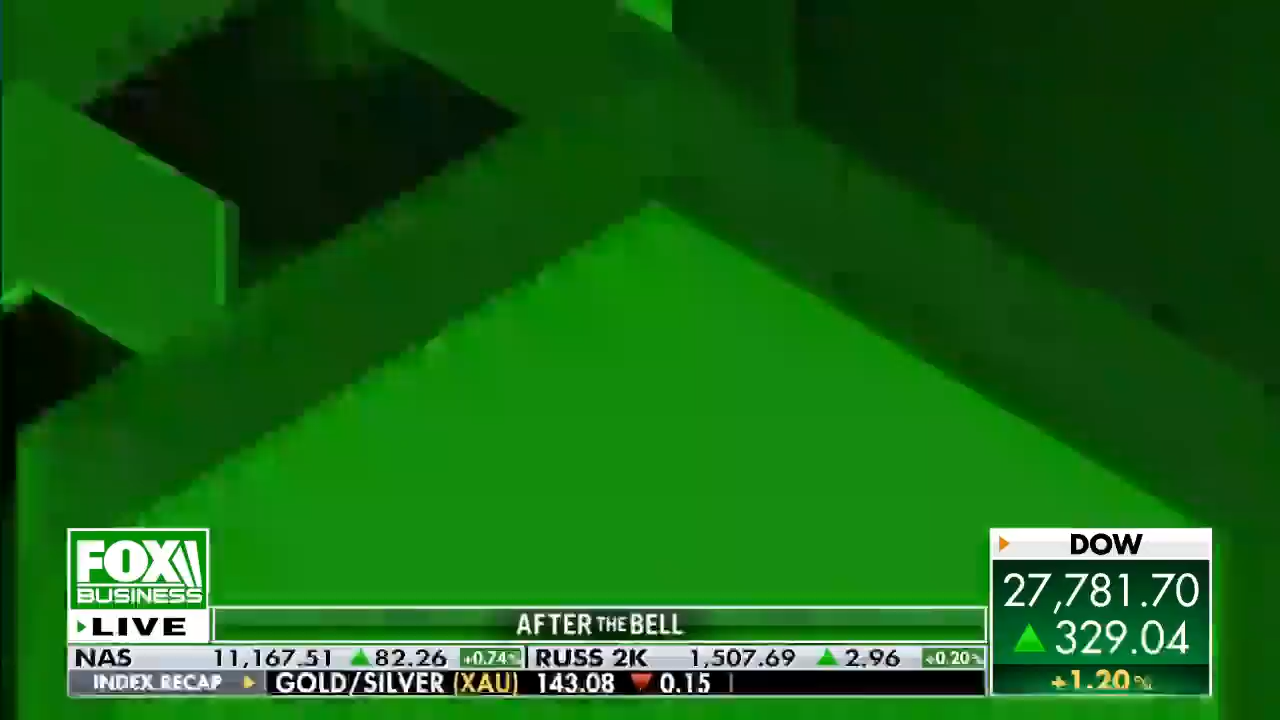 FOX
BUSINESS
LIVE
AFTER THE BELL
DOW
27,781.70
329.04
+1.20%
NAS 11,167.51 82.26 +0.74% RUSS 2K 1,507.69 2.96 +0.20%
INDEX RECAP GOLD/SILVER (XAU) 143.08 0.15